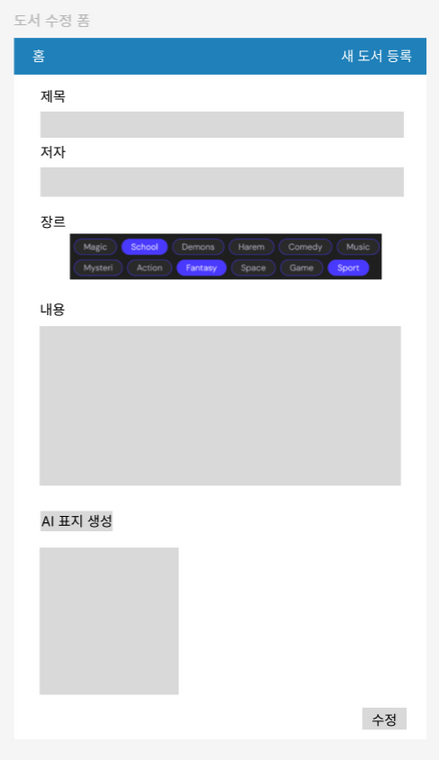 도서 수정 폼
홈 새 도서 등록
제목
저자
장르
Magic School Demons Harem Comedy Music
Mysteri Action Fantasy Space Game Sport
내용
AI 표지 생성
수정